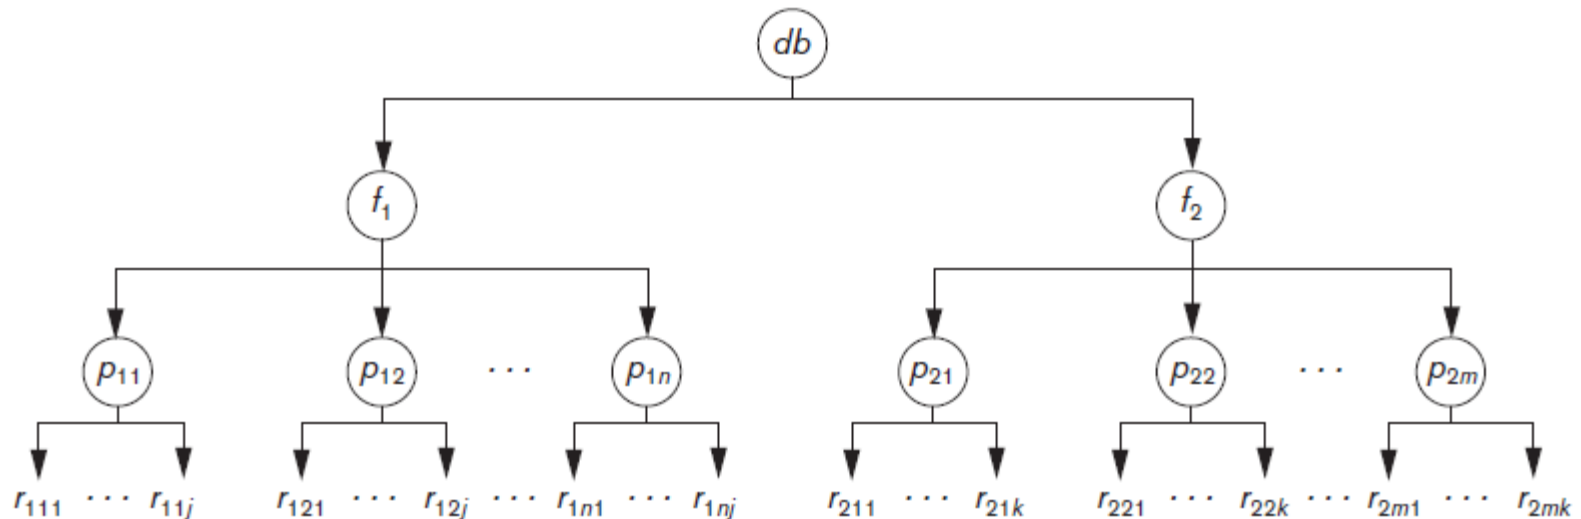 db
f₁ f₂
p₁₁ p₁₂ · · · p₁ₙ p₂₁ p₂₂ · · · p₂ₘ
r₁₁₁ · · · r₁₁ⱼ r₁₂₁ · · · r₁₂ⱼ · · · r₁ₙ₁ · · · r₁ₙⱼ r₂₁₁ · · · r₂₁ₖ r₂₂₁ · · · r₂₂ₖ · · · r₂ₘ₁ · · · r₂ₘₖ